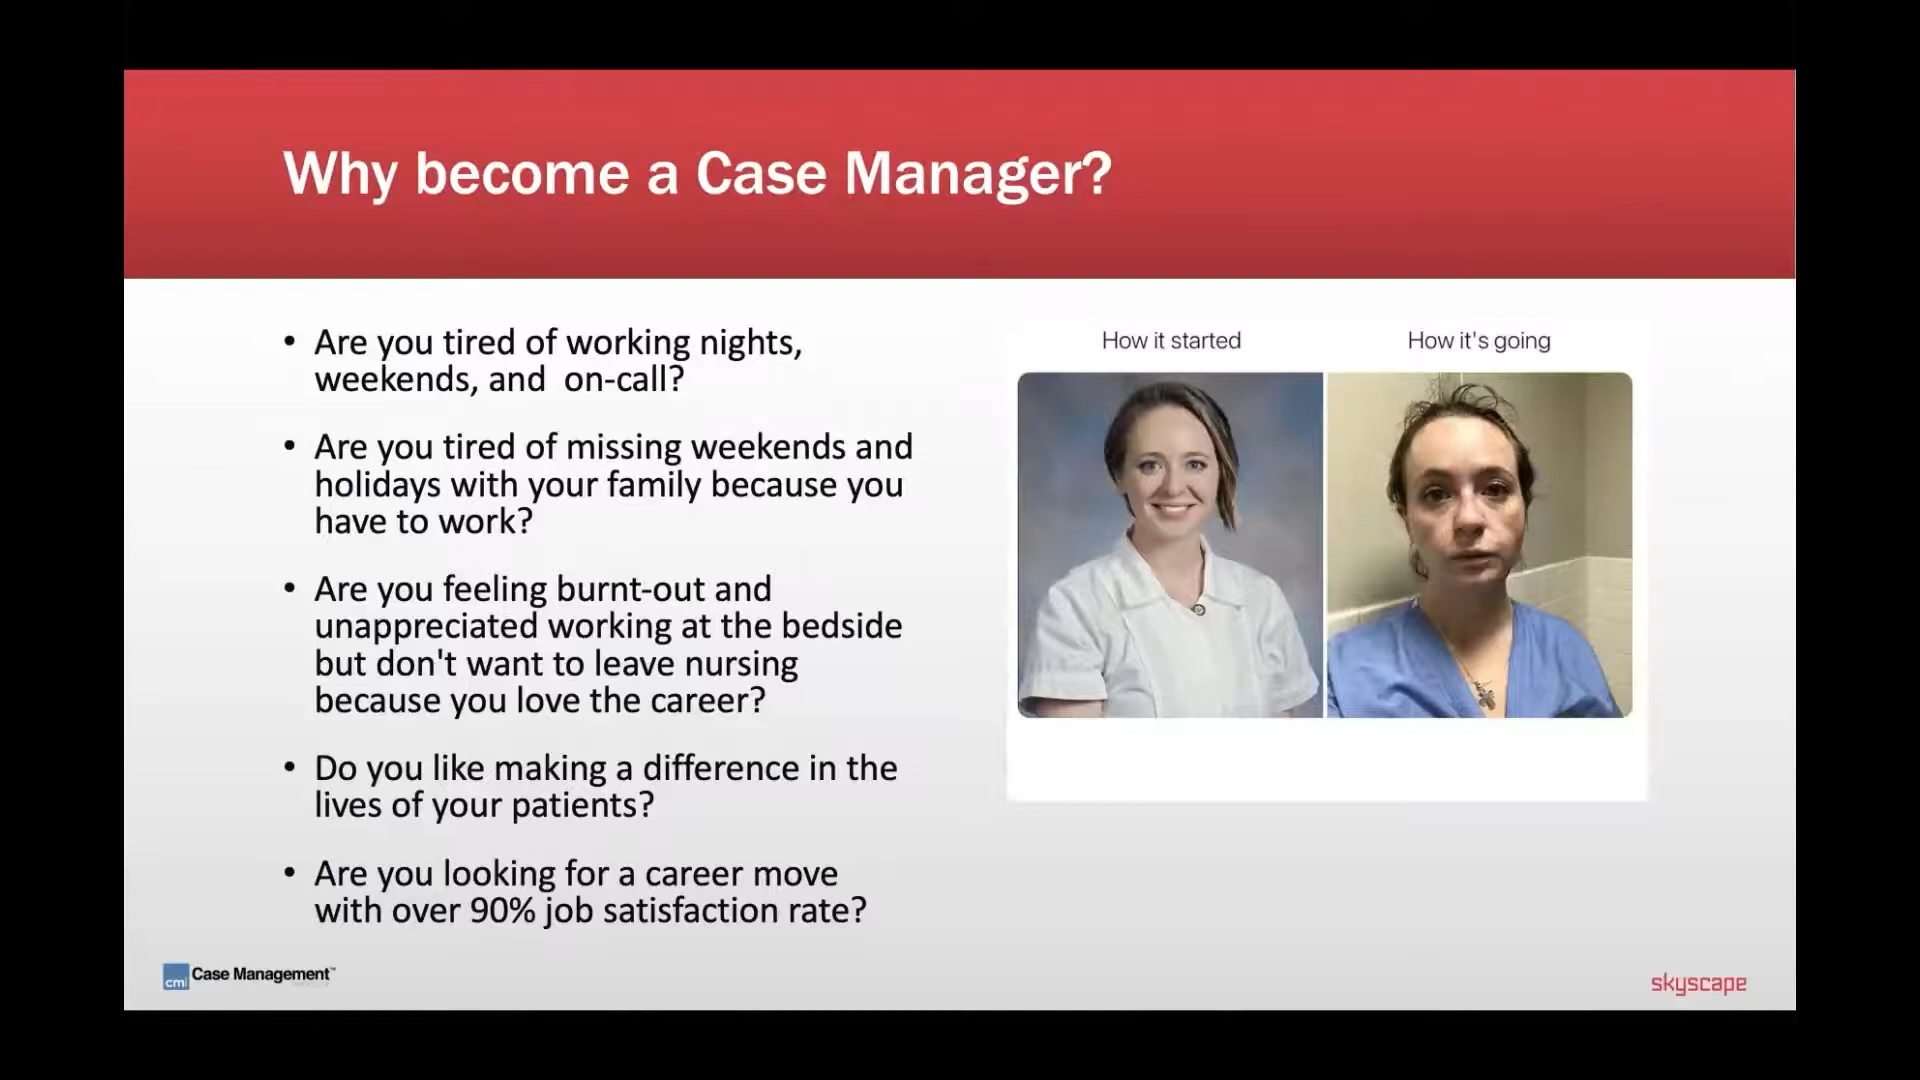 Why become a Case Manager?
• Are you tired of working nights,
weekends, and on-call?
• Are you tired of missing weekends and
holidays with your family because you
have to work?
• Are you feeling burnt-out and
unappreciated working at the bedside
but don't want to leave nursing
because you love the career?
• Do you like making a difference in the
lives of your patients?
• Are you looking for a career move
with over 90% job satisfaction rate?
How it started
How it's going
cmi Case Management™
skyscape